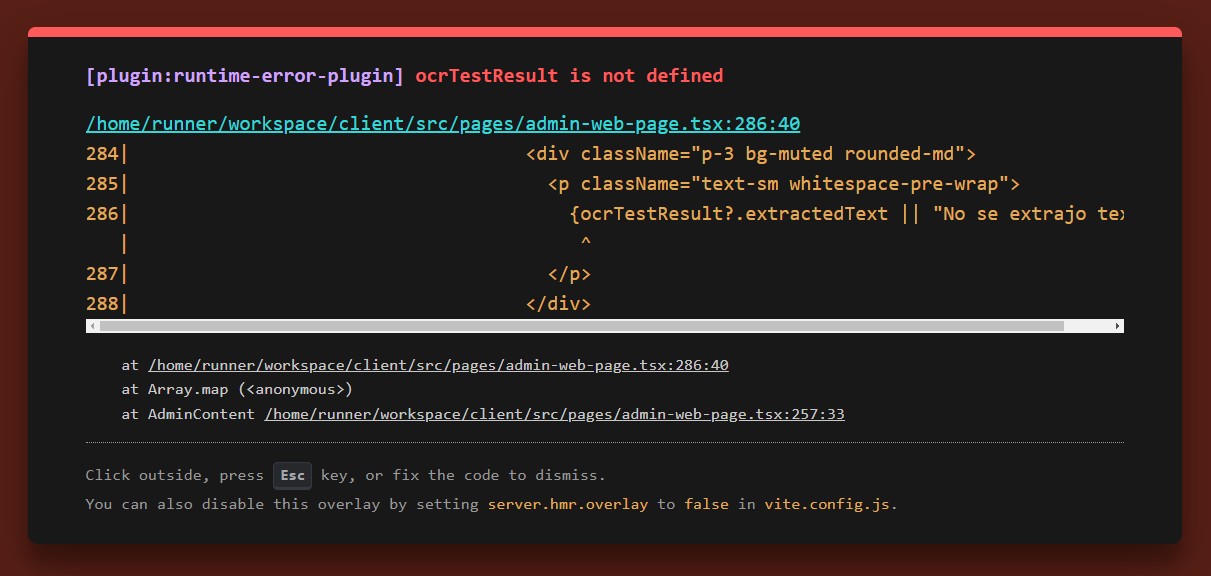 [plugin:runtime-error-plugin] ocrTestResult is not defined
/home/runner/workspace/client/src/pages/admin-web-page.tsx:286:40
284|                                     <div className="p-3 bg-muted rounded-md">
285|                                       <p className="text-sm whitespace-pre-wrap">
286|                                         {ocrTestResult?.extractedText || "No se extrajo tex
   |                                          ^
287|                                       </p>
288|                                     </div>
at /home/runner/workspace/client/src/pages/admin-web-page.tsx:286:40
at Array.map (<anonymous>)
at AdminContent /home/runner/workspace/client/src/pages/admin-web-page.tsx:257:33
Click outside, press Esc key, or fix the code to dismiss.
You can also disable this overlay by setting server.hmr.overlay to false in vite.config.js.